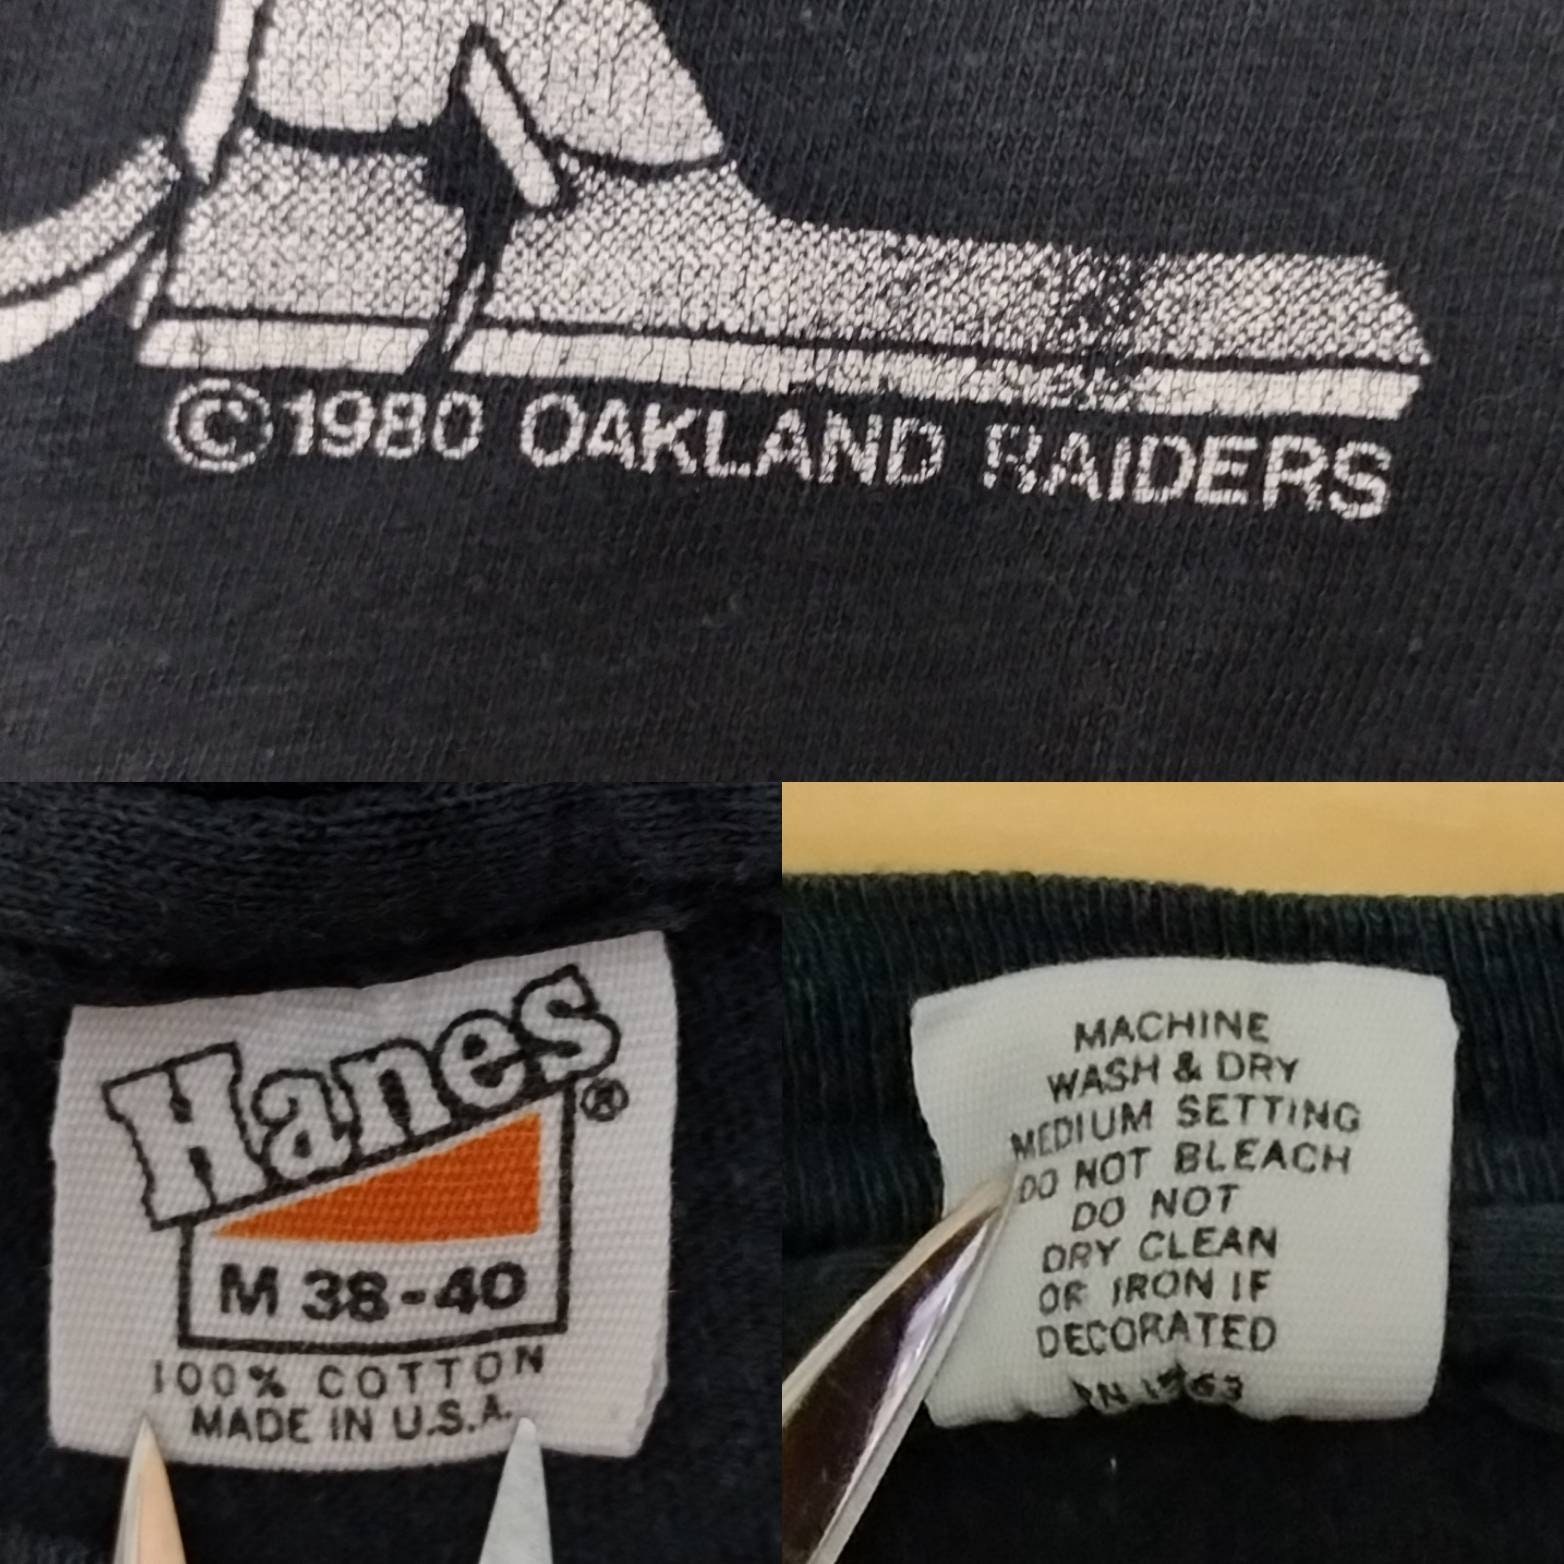 ©1980 OAKLAND RAIDERS
Hanes®
M 38-40
100% COTTON
MADE IN U.S.A.
MACHINE
WASH & DRY
MEDIUM SETTING
DO NOT BLEACH
DO NOT
DRY CLEAN
OR IRON IF
DECORATED